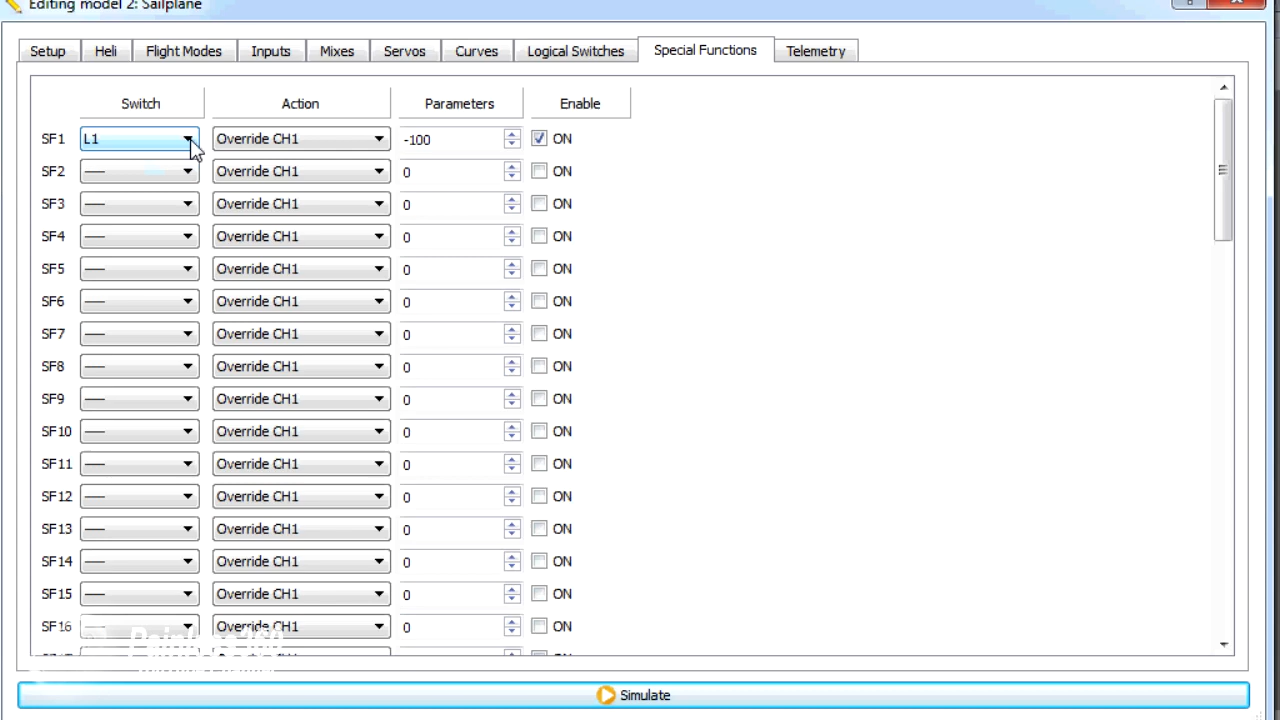 Editing model 2: Sailplane
Setup Heli Flight Modes Inputs Mixes Servos Curves Logical Switches Special Functions Telemetry
Switch Action Parameters Enable
SF1 L1 Override CH1 -100 ON
SF2 — Override CH1 0 ON
SF3 — Override CH1 0 ON
SF4 — Override CH1 0 ON
SF5 — Override CH1 0 ON
SF6 — Override CH1 0 ON
SF7 — Override CH1 0 ON
SF8 — Override CH1 0 ON
SF9 — Override CH1 0 ON
SF10 — Override CH1 0 ON
SF11 — Override CH1 0 ON
SF12 — Override CH1 0 ON
SF13 — Override CH1 0 ON
SF14 — Override CH1 0 ON
SF15 — Override CH1 0 ON
SF16 Override CH1 0 ON
Painless360
Simulate